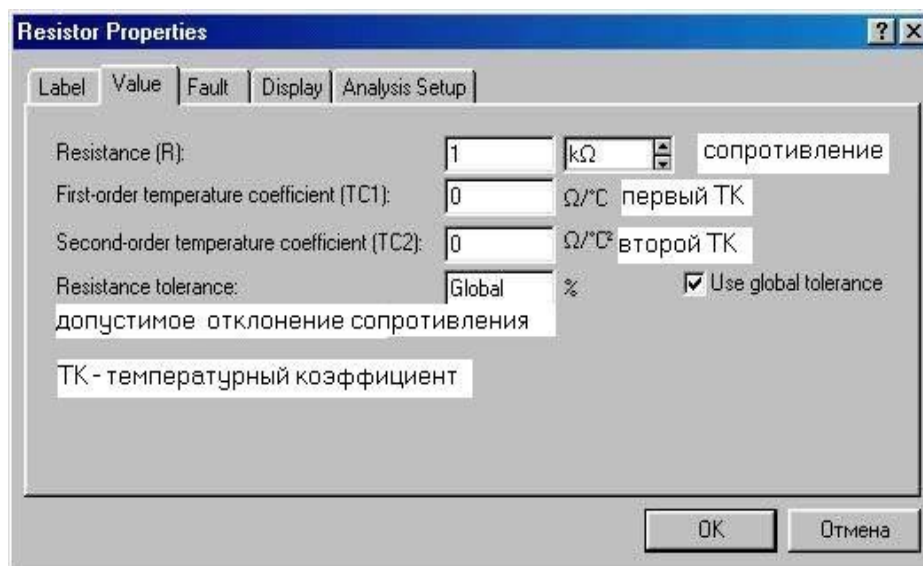 Resistor Properties ? ×
Label Value Fault Display Analysis Setup
Resistance (R): 1 kΩ сопротивление
First-order temperature coefficient (TC1): 0 Ω/°C первый ТК
Second-order temperature coefficient (TC2): 0 Ω/°C² второй ТК
Resistance tolerance: Global % Use global tolerance
допустимое отклонение сопротивления
ТК - температурный коэффициент
OK Отмена